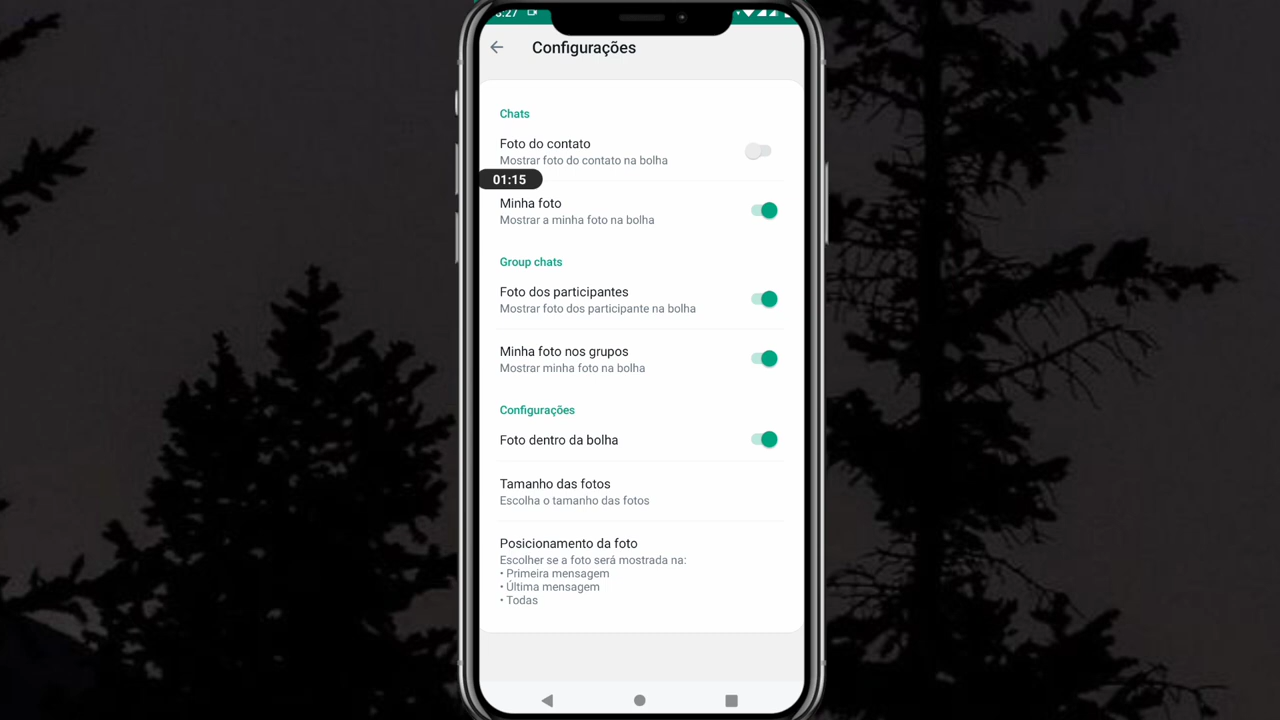 Configurações
Chats
Foto do contato
Mostrar foto do contato na bolha
01:15
Minha foto
Mostrar a minha foto na bolha
Group chats
Foto dos participantes
Mostrar foto dos participante na bolha
Minha foto nos grupos
Mostrar minha foto na bolha
Configurações
Foto dentro da bolha
Tamanho das fotos
Escolha o tamanho das fotos
Posicionamento da foto
Escolher se a foto será mostrada na:
• Primeira mensagem
• Última mensagem
• Todas